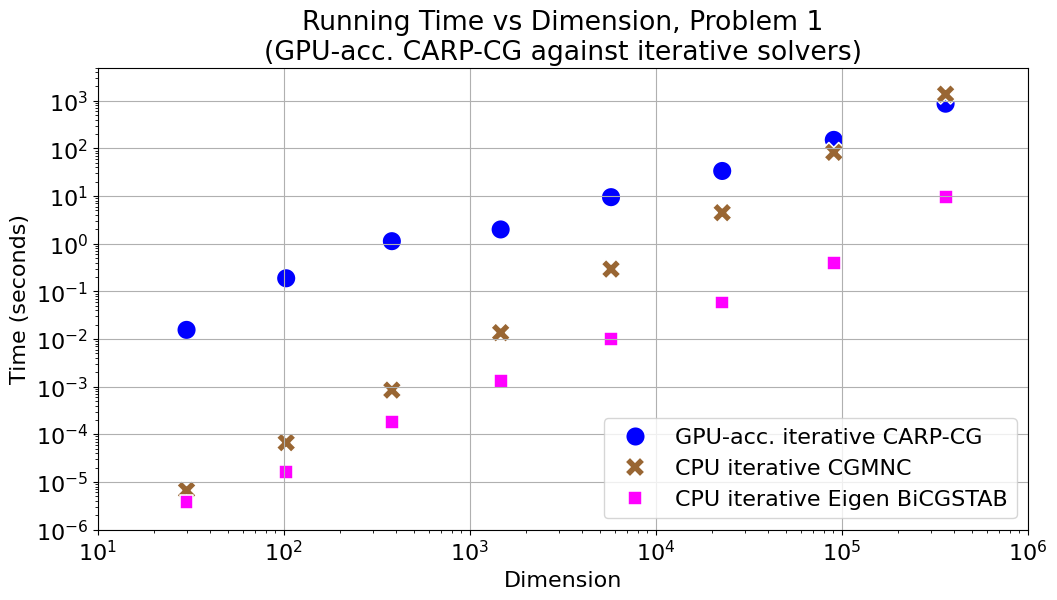 Running Time vs Dimension, Problem 1
(GPU-acc. CARP-CG against iterative solvers)
Time (seconds)
10³
10²
10¹
10⁰
10⁻¹
10⁻²
10⁻³
10⁻⁴
10⁻⁵
10⁻⁶
GPU-acc. iterative CARP-CG
CPU iterative CGMNC
CPU iterative Eigen BiCGSTAB
10¹ 10² 10³ 10⁴ 10⁵ 10⁶
Dimension